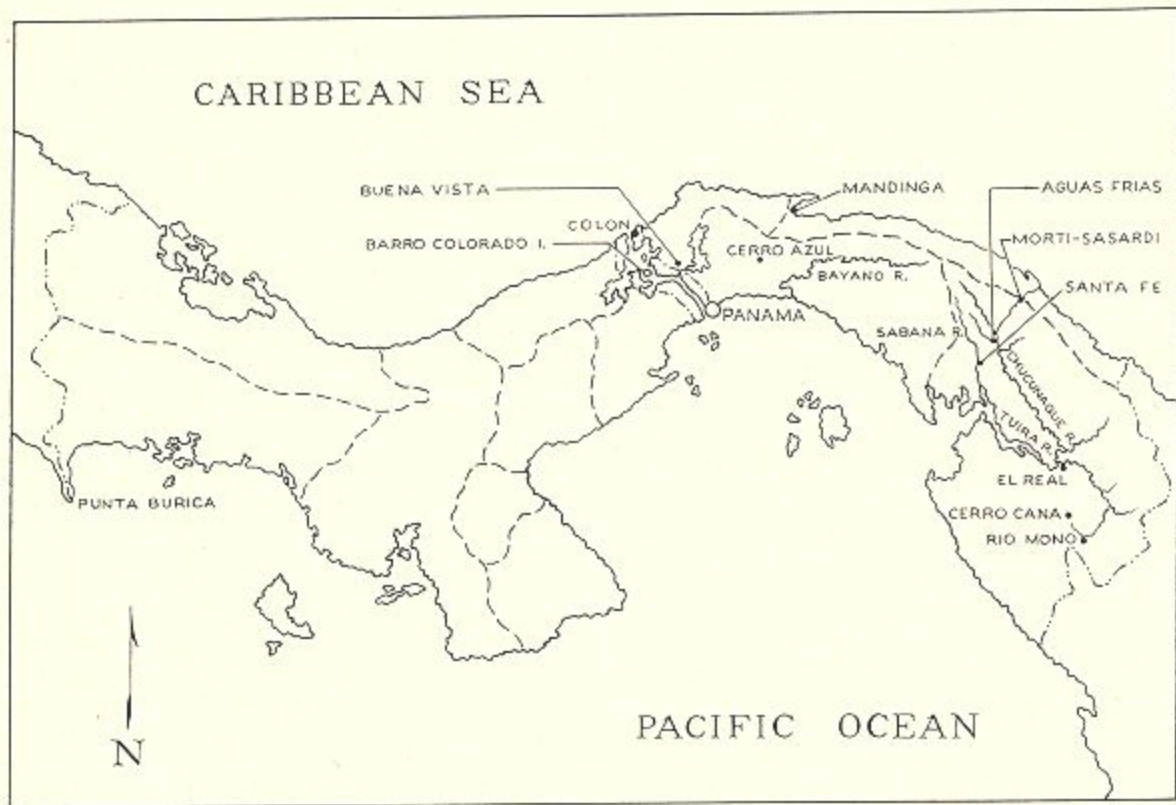 CARIBBEAN SEA
BUENA VISTA
MANDINGA
AGUAS FRIAS
COLON
BARRO COLORADO I.
CERRO AZUL
MORTI-SASARDI
BAYANO R.
SANTA FE
PANAMA
SABANA R.
CHUCUNAQUE R.
TUIRA R.
EL REAL
PUNTA BURICA
CERRO CANA
RIO MONO
PACIFIC OCEAN
N